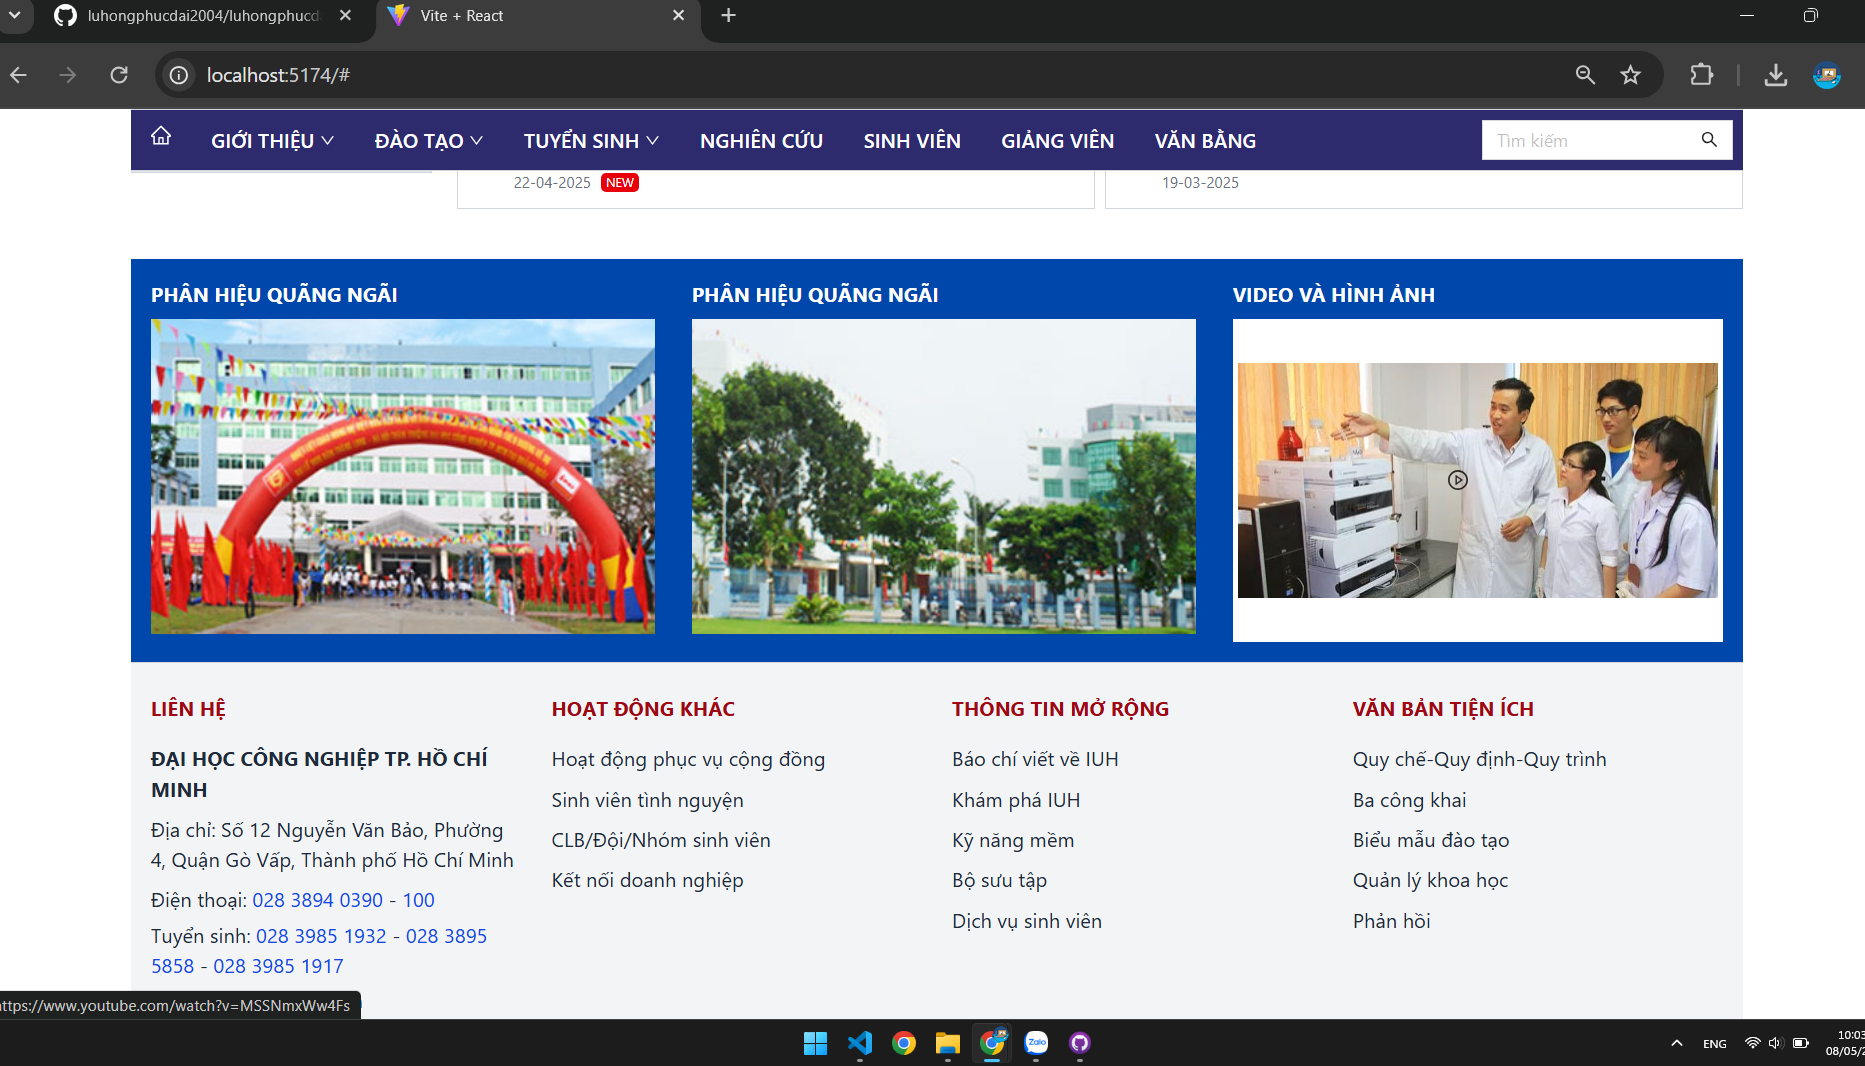 luhongphucdai2004/luhongphucd
Vite + React
localhost:5174/#
GIỚI THIỆU
ĐÀO TẠO
TUYỂN SINH
NGHIÊN CỨU
SINH VIÊN
GIẢNG VIÊN
VĂN BẰNG
Tìm kiếm
22-04-2025 NEW
19-03-2025
PHÂN HIỆU QUÃNG NGÃI
PHÂN HIỆU QUÃNG NGÃI
VIDEO VÀ HÌNH ẢNH
LIÊN HỆ
ĐẠI HỌC CÔNG NGHIỆP TP. HỒ CHÍ
MINH
Địa chỉ: Số 12 Nguyễn Văn Bảo, Phường
4, Quận Gò Vấp, Thành phố Hồ Chí Minh
Điện thoại: 028 3894 0390 - 100
Tuyển sinh: 028 3985 1932 - 028 3895
5858 - 028 3985 1917
HOẠT ĐỘNG KHÁC
Hoạt động phục vụ cộng đồng
Sinh viên tình nguyện
CLB/Đội/Nhóm sinh viên
Kết nối doanh nghiệp
THÔNG TIN MỞ RỘNG
Báo chí viết về IUH
Khám phá IUH
Kỹ năng mềm
Bộ sưu tập
Dịch vụ sinh viên
VĂN BẢN TIỆN ÍCH
Quy chế-Quy định-Quy trình
Ba công khai
Biểu mẫu đào tạo
Quản lý khoa học
Phản hồi
ttps://www.youtube.com/watch?v=MSSNmxWw4Fs
Zalo
ENG
10:03
08/05/2